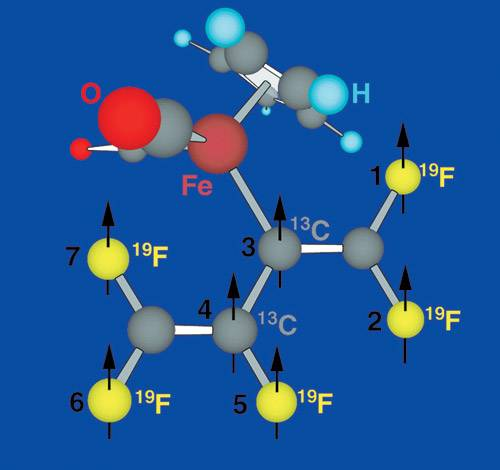 O
H
Fe
1 ¹⁹F
3 ¹³C
7 ¹⁹F
2 ¹⁹F
4 ¹³C
6 ¹⁹F
5 ¹⁹F